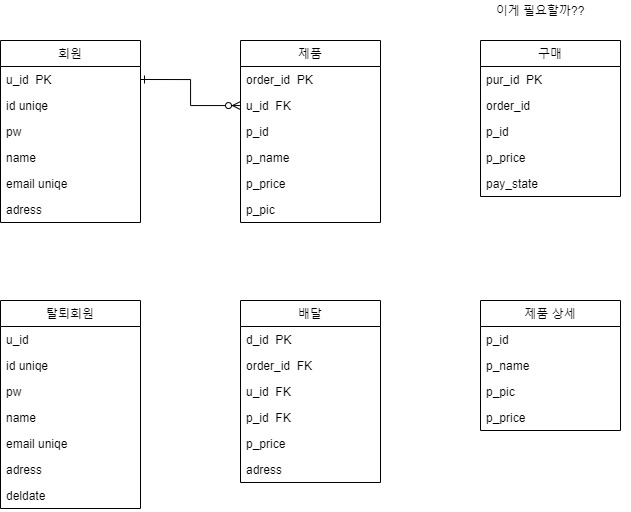 이게 필요할까??
회원
u_id PK
id uniqe
pw
name
email uniqe
adress
제품
order_id PK
u_id FK
p_id
p_name
p_price
p_pic
구매
pur_id PK
order_id
p_id
p_price
pay_state
탈퇴회원
u_id
id uniqe
pw
name
email uniqe
adress
deldate
배달
d_id PK
order_id FK
u_id FK
p_id FK
p_price
adress
제품 상세
p_id
p_name
p_pic
p_price